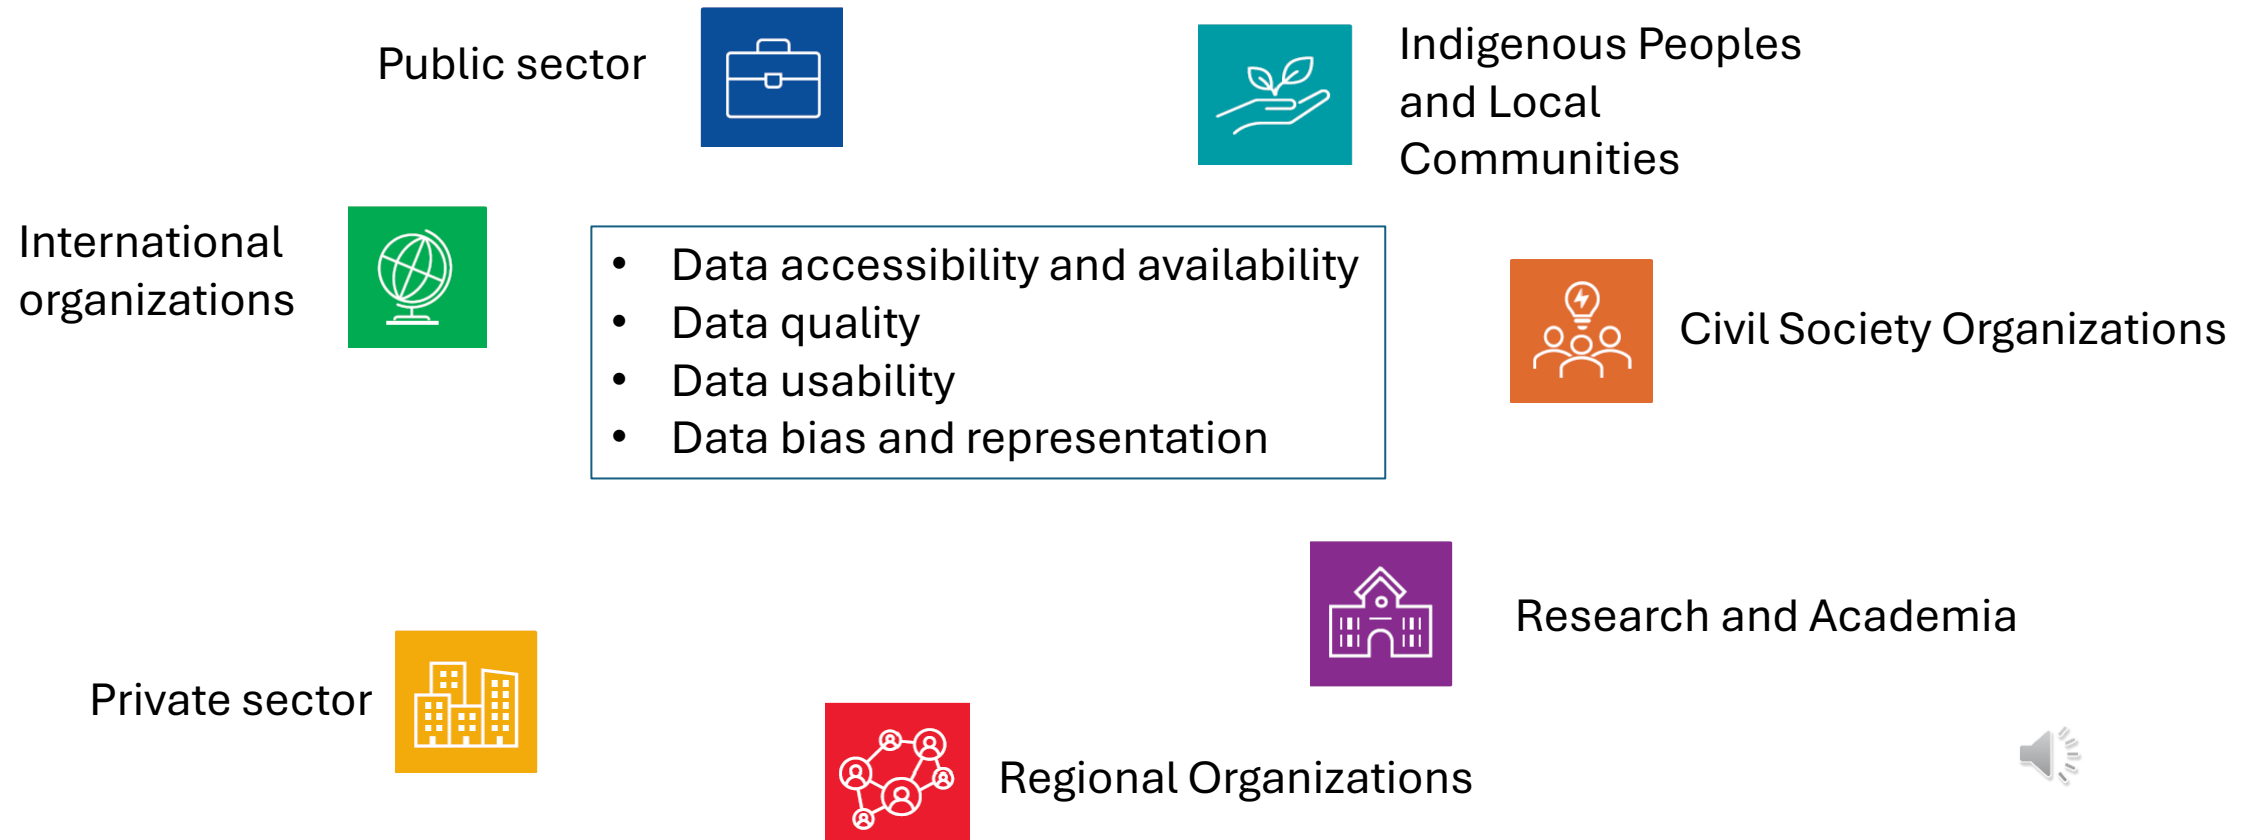 Public sector
Indigenous Peoples
and Local
Communities
International
organizations
• Data accessibility and availability
• Data quality
• Data usability
• Data bias and representation
Civil Society Organizations
Research and Academia
Private sector
Regional Organizations